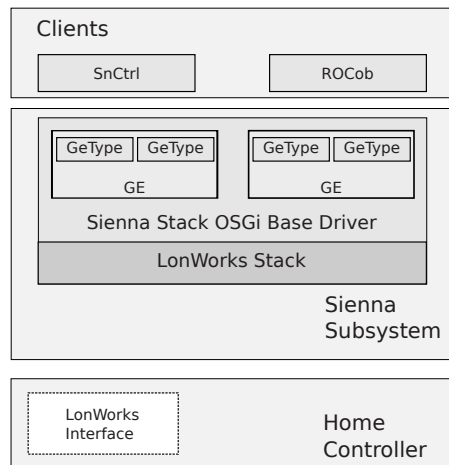 Clients
SnCtrl
ROCob
GeType GeType
GE
GeType GeType
GE
Sienna Stack OSGi Base Driver
LonWorks Stack
Sienna
Subsystem
LonWorks
Interface
Home
Controller